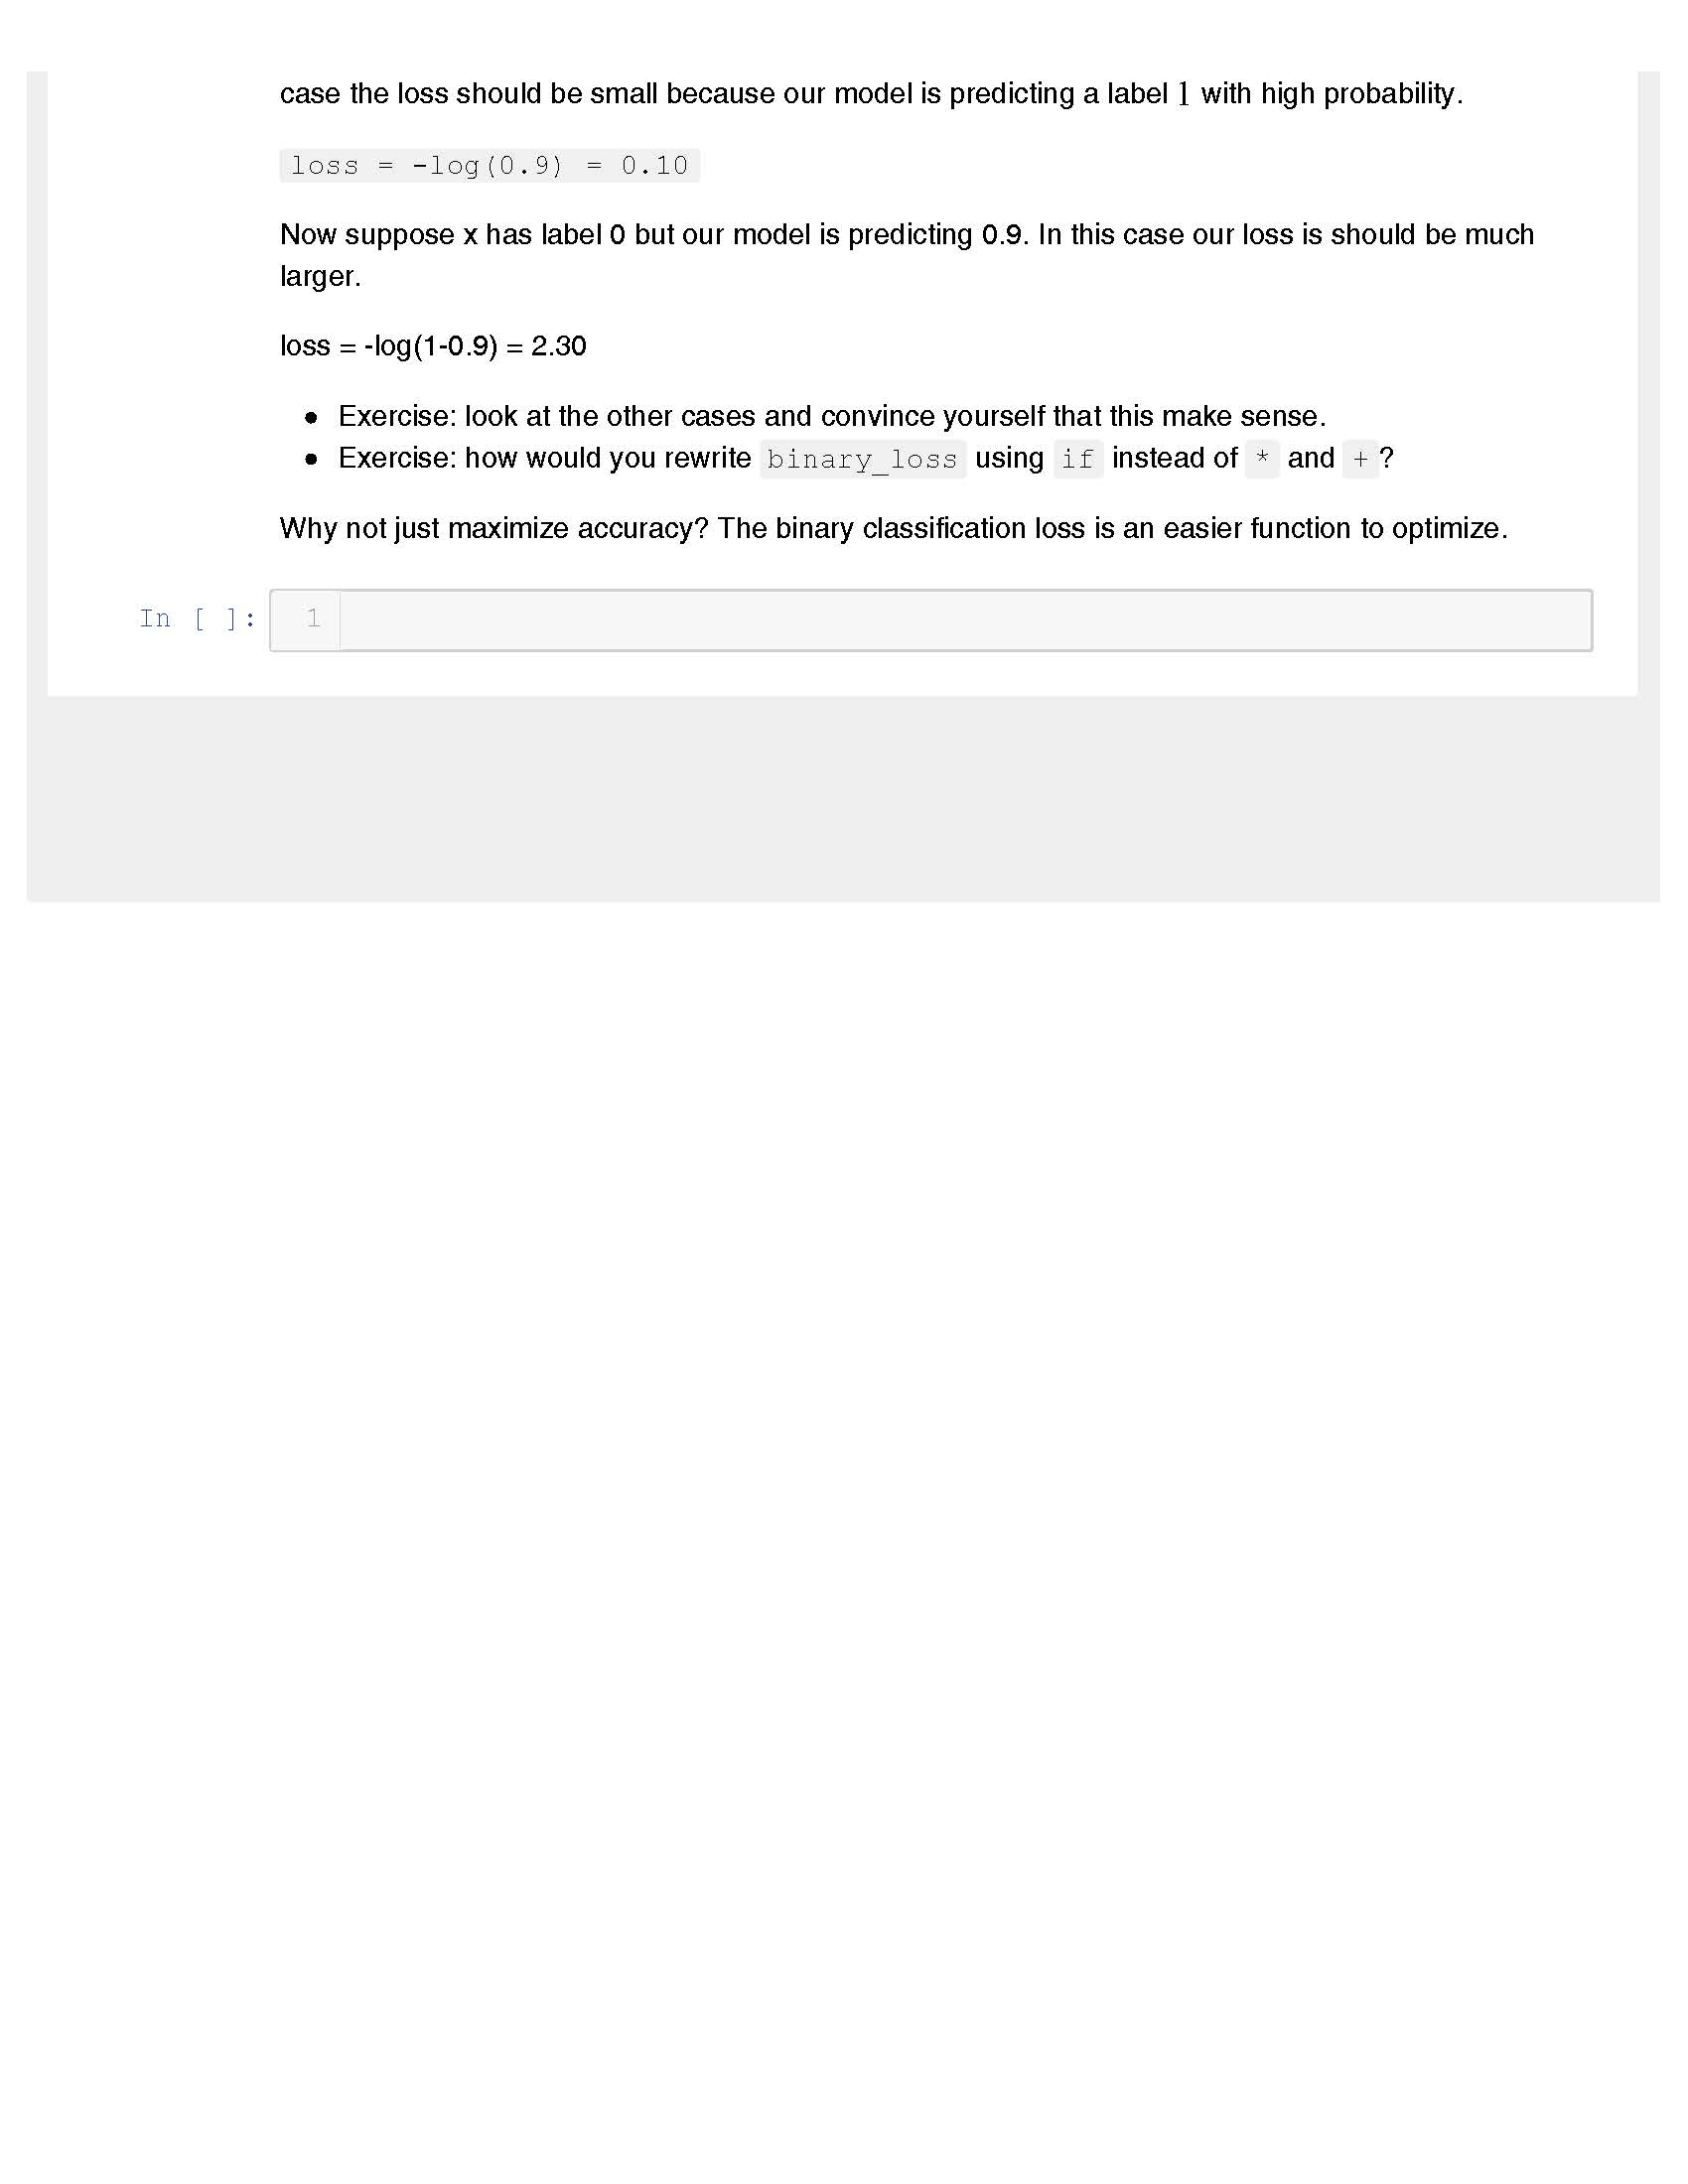 case the loss should be small because our model is predicting a label 1 with high probability.
loss = -log(0.9) = 0.10
Now suppose x has label 0 but our model is predicting 0.9. In this case our loss is should be much
larger.
loss = -log(1-0.9) = 2.30
• Exercise: look at the other cases and convince yourself that this make sense.
• Exercise: how would you rewrite binary_loss using if instead of * and + ?
Why not just maximize accuracy? The binary classification loss is an easier function to optimize.
In [ ]: 1